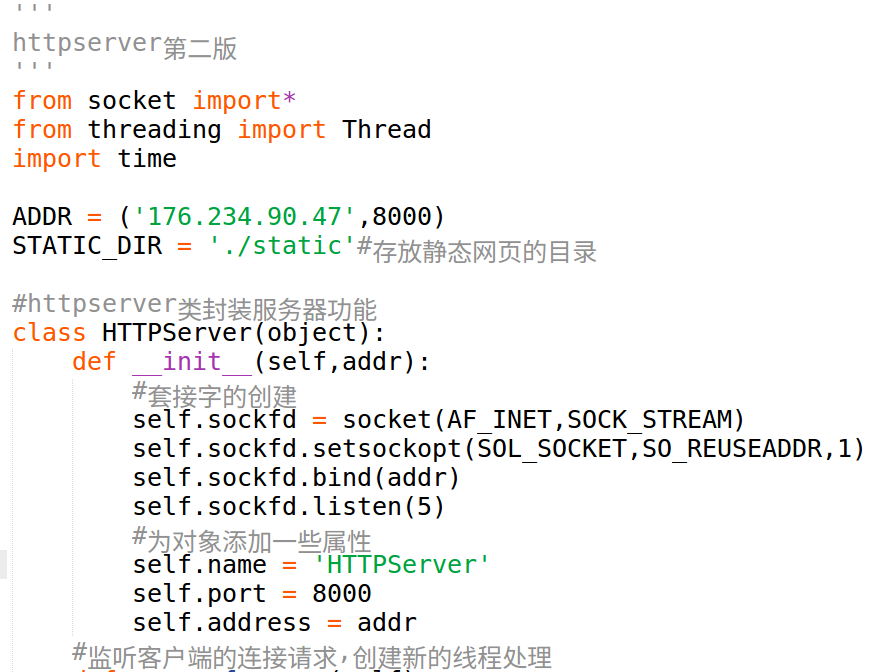 '''
httpserver第二版
'''
from socket import*
from threading import Thread
import time

ADDR = ('176.234.90.47',8000)
STATIC_DIR = './static'#存放静态网页的目录

#httpserver类封装服务器功能
class HTTPServer(object):
    def __init__(self,addr):
        #套接字的创建
        self.sockfd = socket(AF_INET,SOCK_STREAM)
        self.sockfd.setsockopt(SOL_SOCKET,SO_REUSEADDR,1)
        self.sockfd.bind(addr)
        self.sockfd.listen(5)
        #为对象添加一些属性
        self.name = 'HTTPServer'
        self.port = 8000
        self.address = addr
    #监听客户端的连接请求,创建新的线程处理